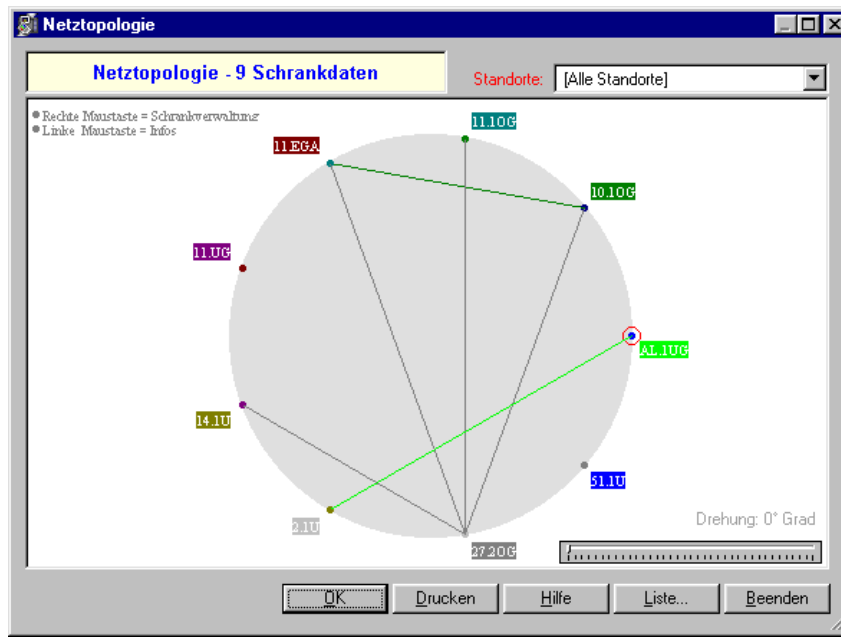 Netztopologie
Netztopologie - 9 Schrankdaten
Standorte: [Alle Standorte]
Rechte Maustaste = Schrankverwaltung
Linke Maustaste = Infos
11.1OG
11.EGA
10.1OG
11.UG
AL.1UG
14.1U
51.1U
2.1U
27.2OG
Drehung: 0° Grad
OK Drucken Hilfe Liste... Beenden